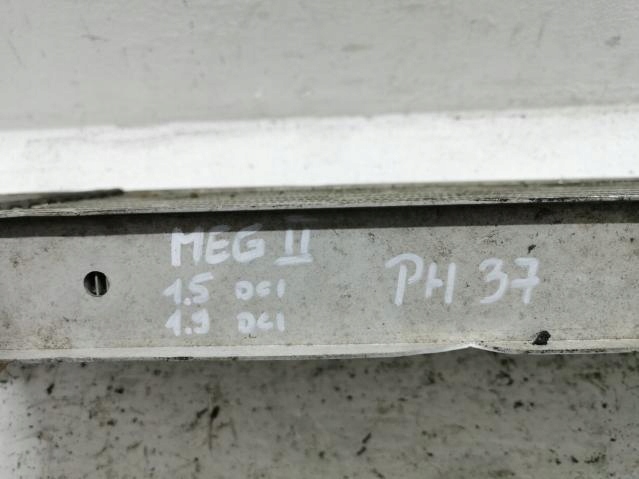 MEG II
1.5 DCI
1.9 DCI
PH 37